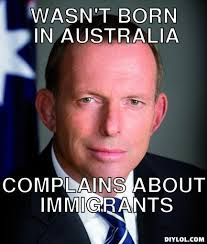 WASN'T BORN
IN AUSTRALIA
COMPLAINS ABOUT
IMMIGRANTS
DIYLOL.COM